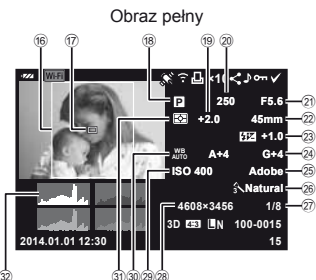 Obraz pełny
⑯ ⑰ ⑱ ⑲ ⑳
Wi-Fi ×10
P 250 F5.6 ㉑
+2.0 45mm ㉒
+1.0 ㉓
WB AUTO A+4 G+4 ㉔
ISO 400 Adobe ㉕
Natural ㉖
4608×3456 1/8 ㉗
3D 4:3 LN 100-0015
2014.01.01 12:30 15
㉜ ㉛ ㉚ ㉙ ㉘